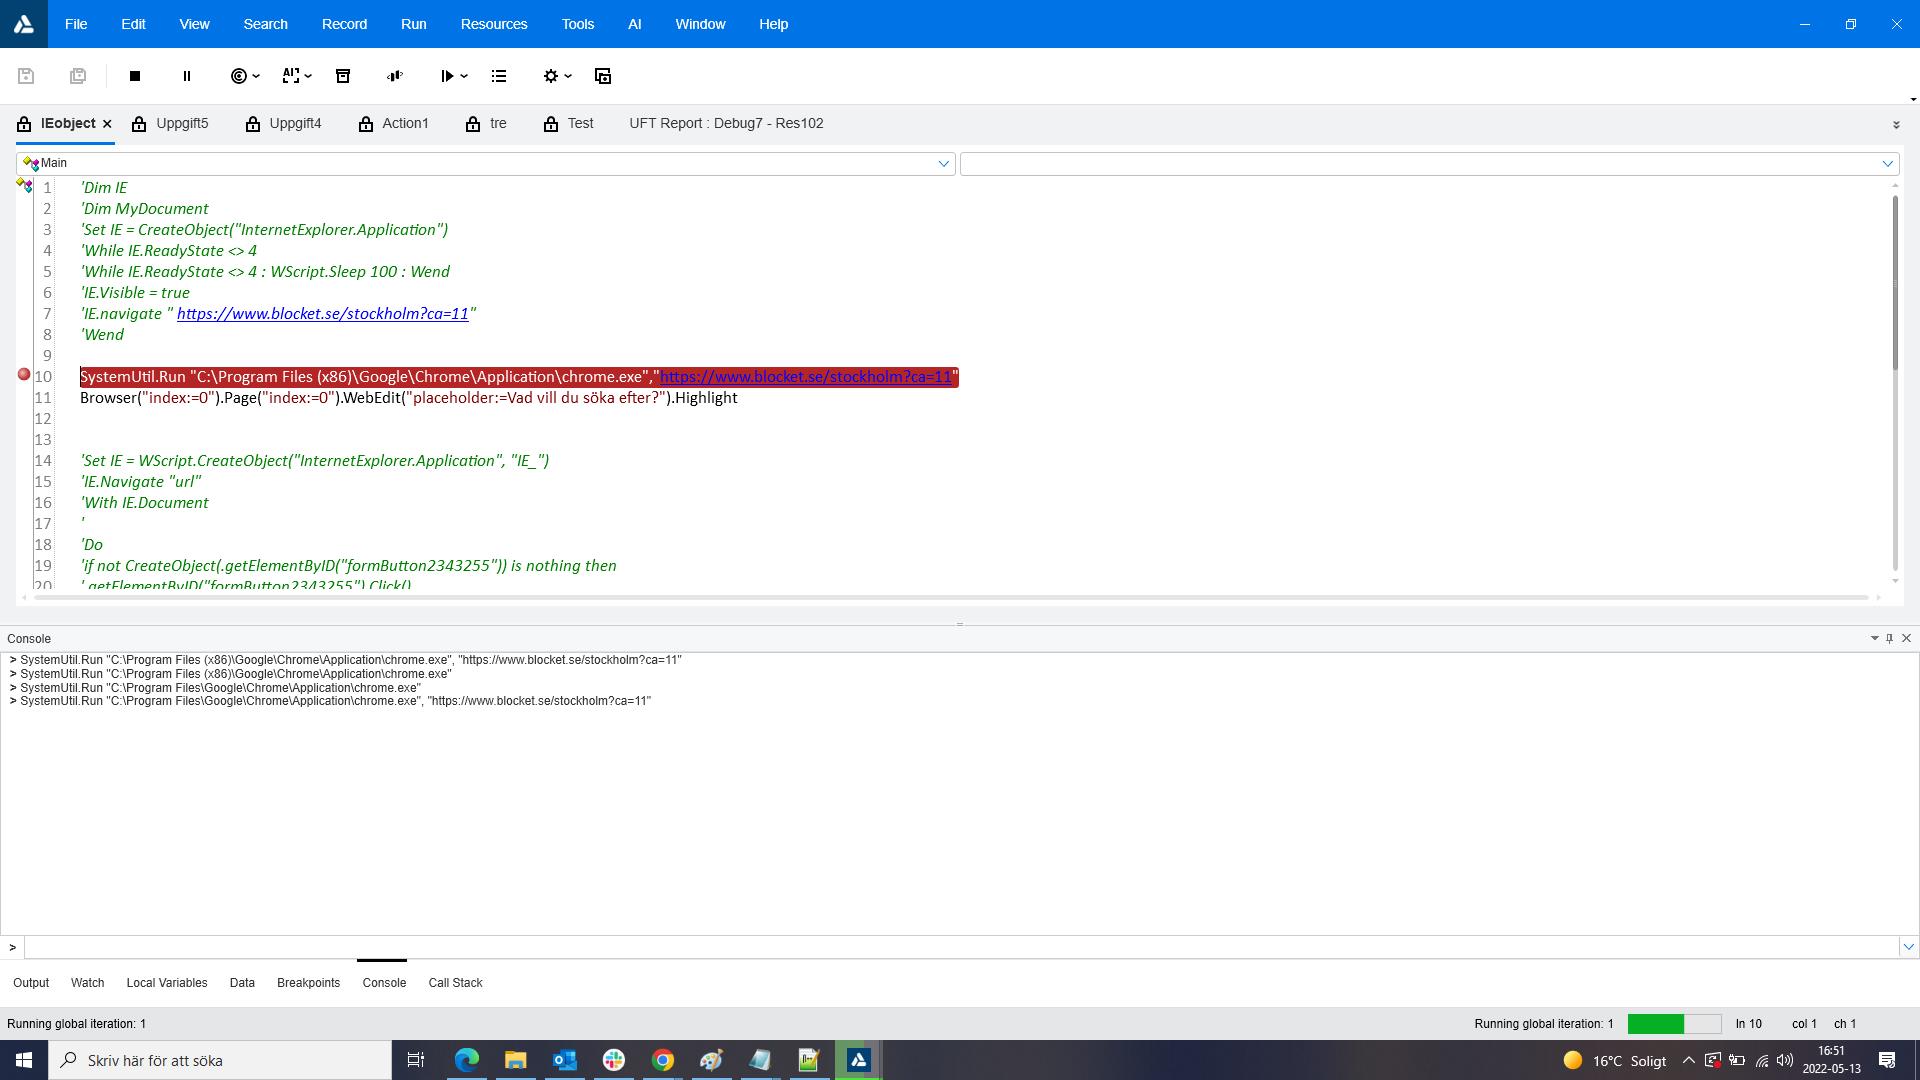 File Edit View Search Record Run Resources Tools AI Window Help
AI
IEobject Uppgift5 Uppgift4 Action1 tre Test UFT Report : Debug7 - Res102
Main
1 'Dim IE
2 'Dim MyDocument
3 'Set IE = CreateObject("InternetExplorer.Application")
4 'While IE.ReadyState <> 4
5 'While IE.ReadyState <> 4 : WScript.Sleep 100 : Wend
6 'IE.Visible = true
7 'IE.navigate " https://www.blocket.se/stockholm?ca=11"
8 'Wend
9
10 SystemUtil.Run "C:\Program Files (x86)\Google\Chrome\Application\chrome.exe","https://www.blocket.se/stockholm?ca=11"
11 Browser("index:=0").Page("index:=0").WebEdit("placeholder:=Vad vill du söka efter?").Highlight
12
13
14 'Set IE = WScript.CreateObject("InternetExplorer.Application", "IE_")
15 'IE.Navigate "url"
16 'With IE.Document
17 '
18 'Do
19 'if not CreateObject(.getElementByID("formButton2343255")) is nothing then
20 ' .getElementByID("formButton2343255").Click()
Console
> SystemUtil.Run "C:\Program Files (x86)\Google\Chrome\Application\chrome.exe", "https://www.blocket.se/stockholm?ca=11"
> SystemUtil.Run "C:\Program Files (x86)\Google\Chrome\Application\chrome.exe"
> SystemUtil.Run "C:\Program Files\Google\Chrome\Application\chrome.exe"
> SystemUtil.Run "C:\Program Files\Google\Chrome\Application\chrome.exe", "https://www.blocket.se/stockholm?ca=11"
>
Output Watch Local Variables Data Breakpoints Console Call Stack
Running global iteration: 1 Running global iteration: 1 ln 10 col 1 ch 1
Skriv här för att söka 16°C Soligt 16:51
2022-05-13